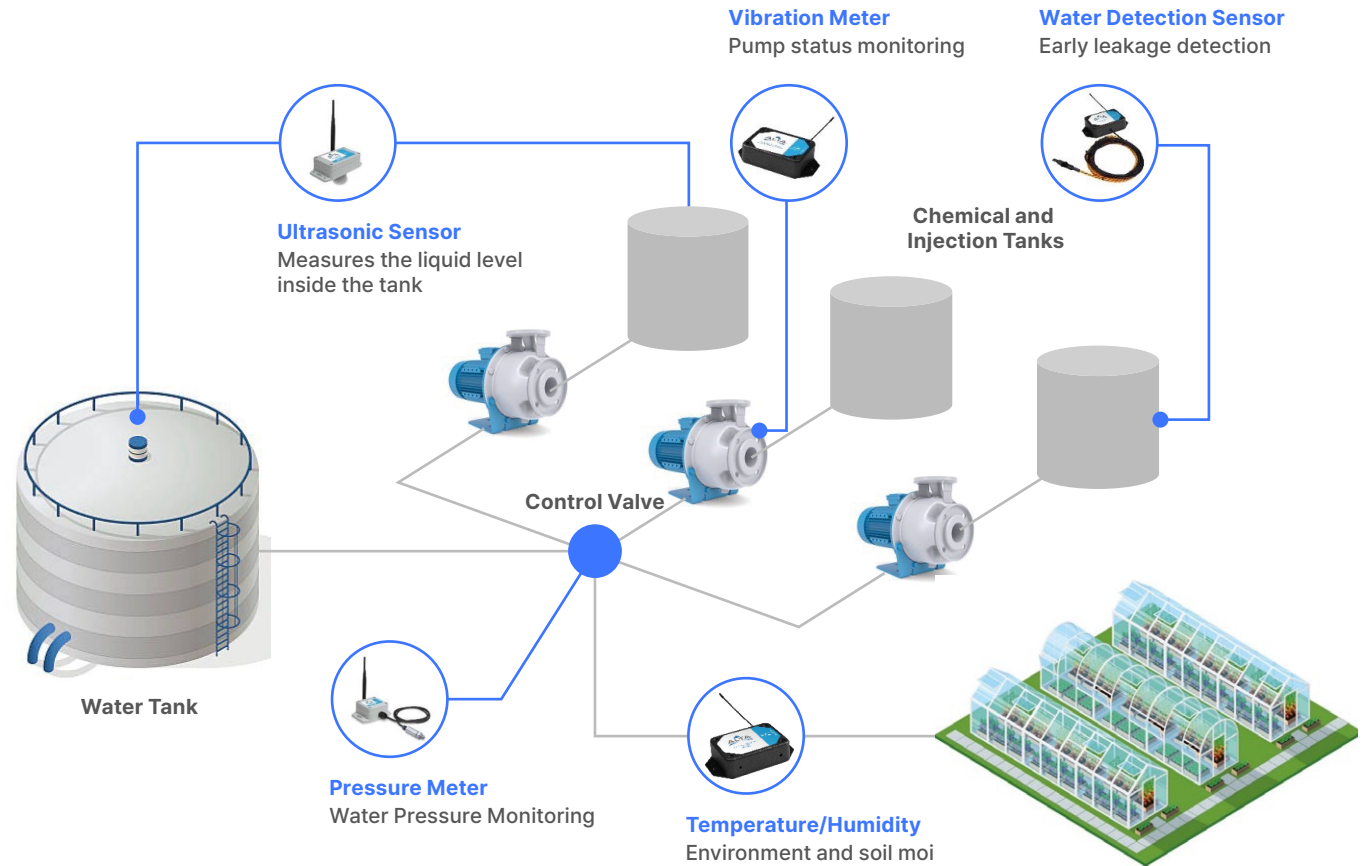 Vibration Meter
Pump status monitoring
Water Detection Sensor
Early leakage detection
Ultrasonic Sensor
Measures the liquid level
inside the tank
Chemical and
Injection Tanks
Control Valve
Water Tank
Pressure Meter
Water Pressure Monitoring
ALTA
Temperature/Humidity
Environment and soil moi